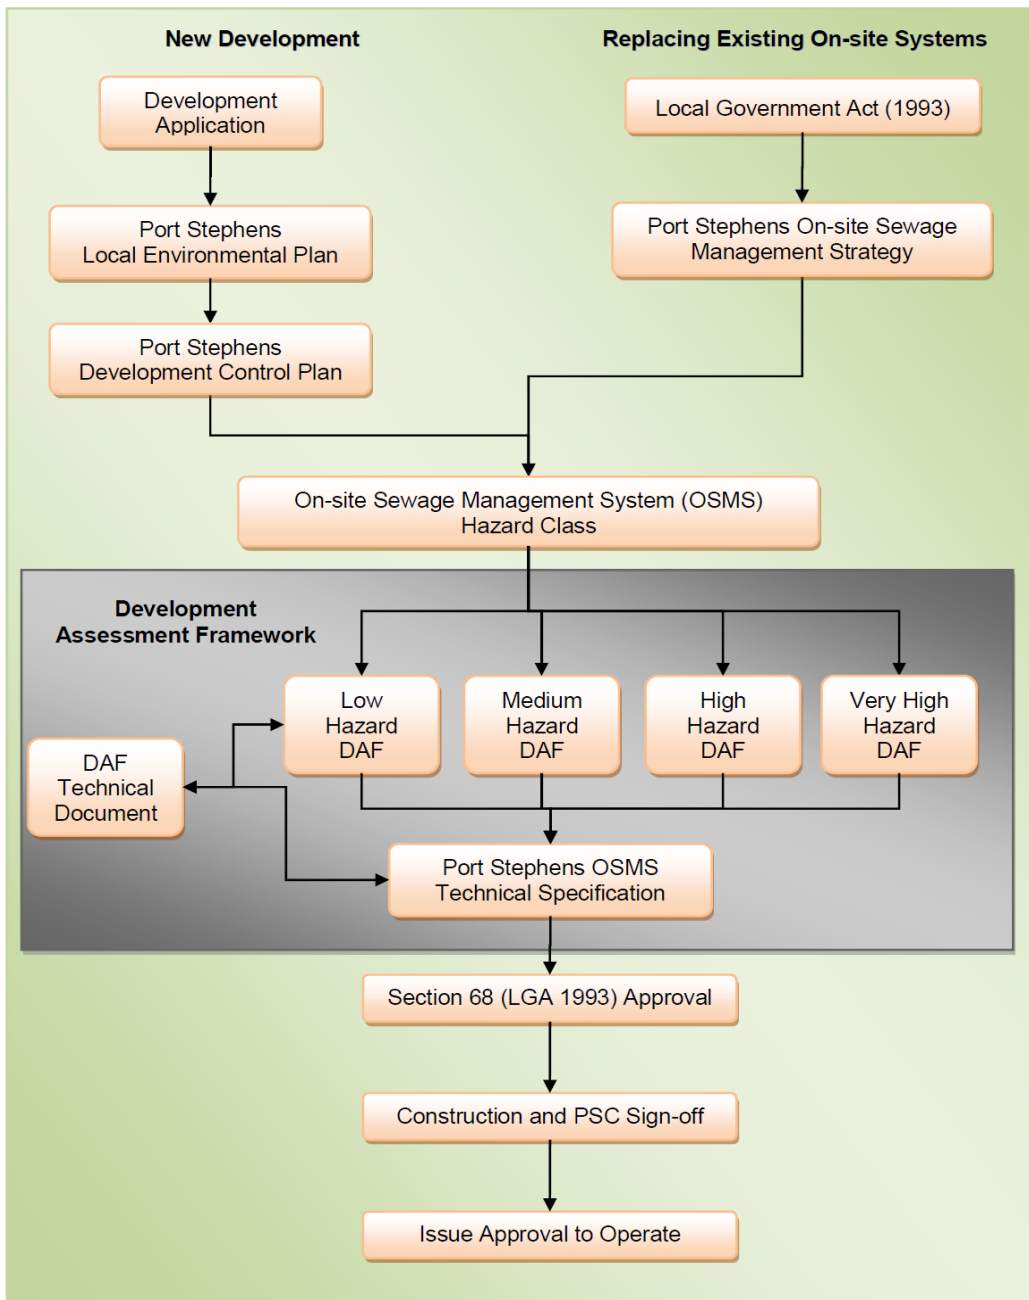 New Development
Replacing Existing On-site Systems
Development
Application
Local Government Act (1993)
Port Stephens
Local Environmental Plan
Port Stephens On-site Sewage
Management Strategy
Port Stephens
Development Control Plan
On-site Sewage Management System (OSMS)
Hazard Class
Development
Assessment Framework
Low
Hazard
DAF
Medium
Hazard
DAF
High
Hazard
DAF
Very High
Hazard
DAF
DAF
Technical
Document
Port Stephens OSMS
Technical Specification
Section 68 (LGA 1993) Approval
Construction and PSC Sign-off
Issue Approval to Operate